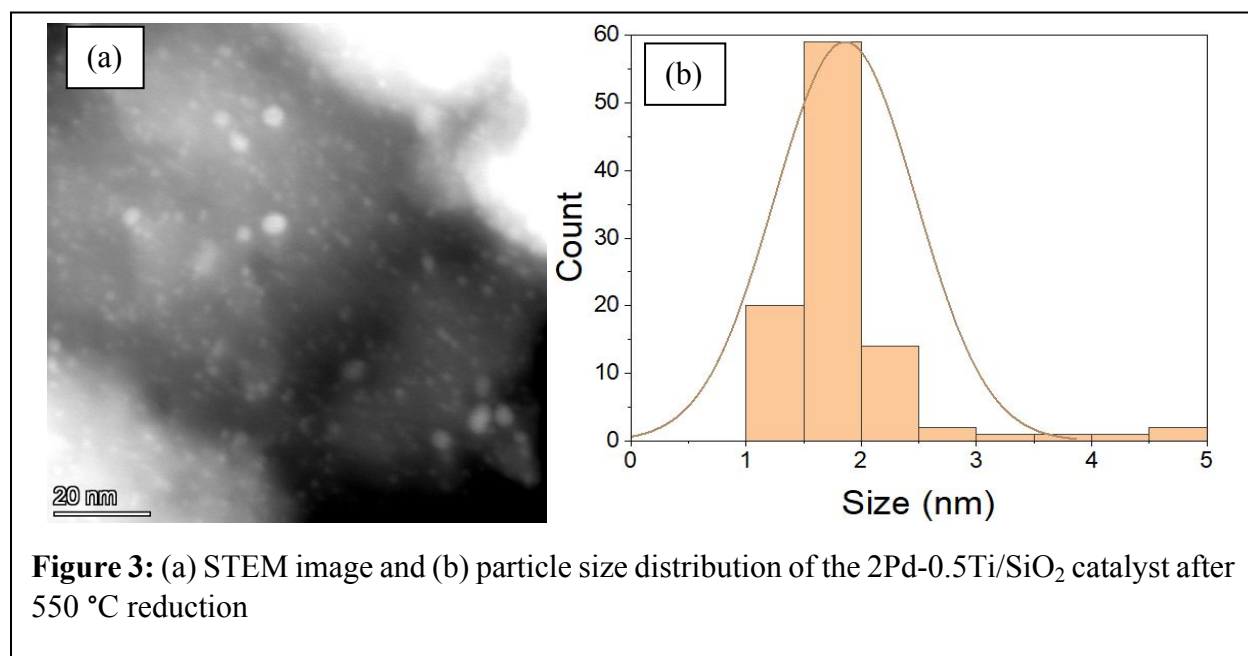 (a)
20 nm
(b)
60
50
40
30
20
10
0
Count
0 1 2 3 4 5
Size (nm)
Figure 3: (a) STEM image and (b) particle size distribution of the 2Pd-0.5Ti/SiO₂ catalyst after
550 °C reduction